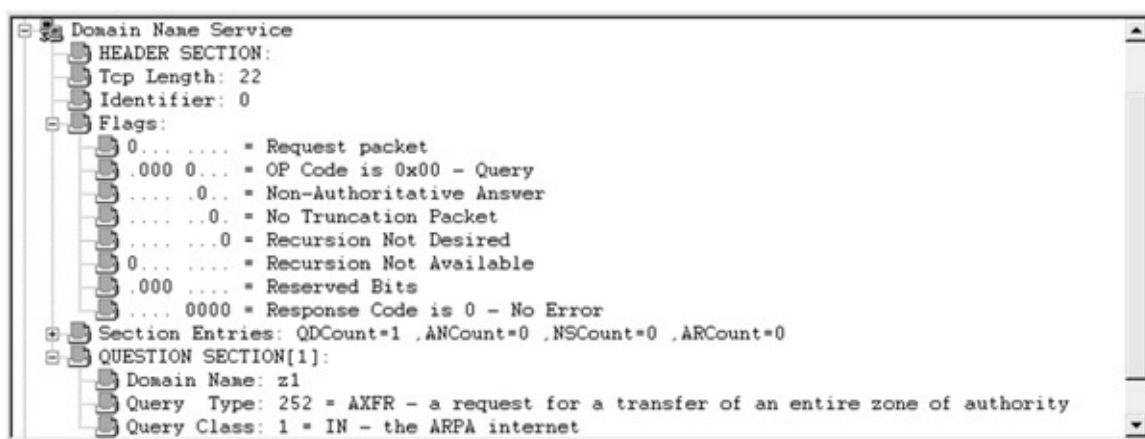 Domain Name Service
HEADER SECTION:
Tcp Length: 22
Identifier: 0
Flags:
0... .... = Request packet
.000 0... = OP Code is 0x00 - Query
.... .0.. = Non-Authoritative Answer
.... ..0. = No Truncation Packet
.... ...0 = Recursion Not Desired
0... .... = Recursion Not Available
.000 .... = Reserved Bits
.... 0000 = Response Code is 0 - No Error
Section Entries: QDCount=1 ,ANCount=0 ,NSCount=0 ,ARCount=0
QUESTION SECTION[1]:
Domain Name: z1
Query  Type: 252 = AXFR - a request for a transfer of an entire zone of authority
Query Class: 1 = IN - the ARPA internet